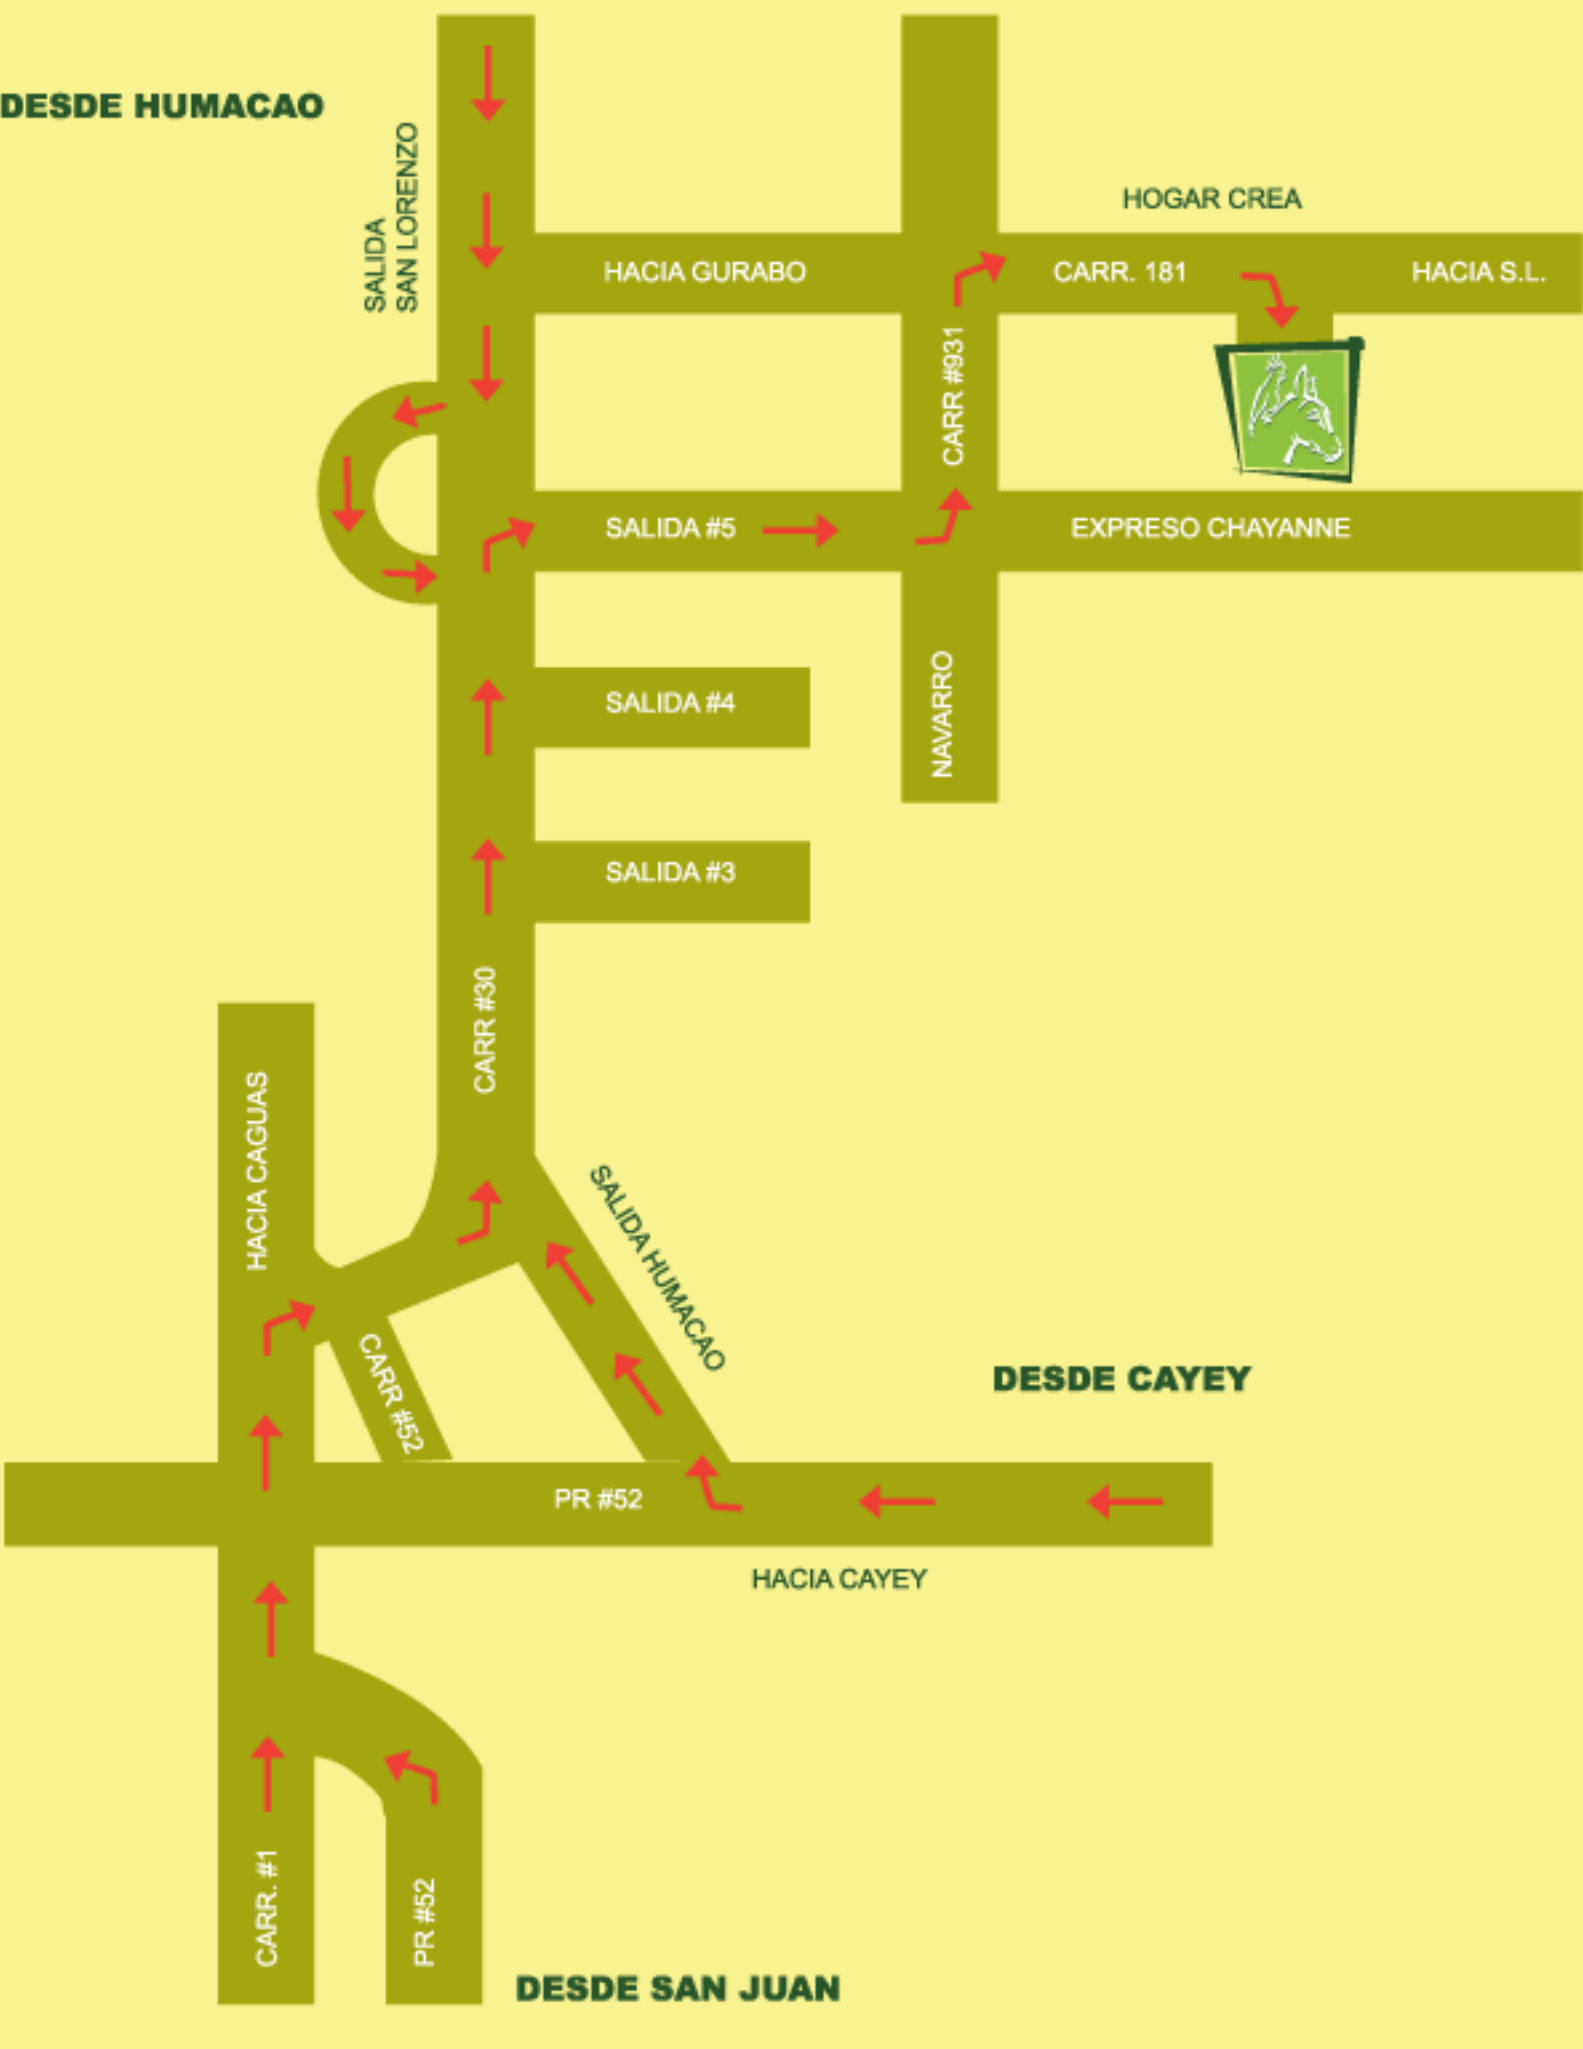 DESDE HUMACAO
SALIDA
SAN LORENZO
HOGAR CREA
HACIA GURABO
CARR. 181
HACIA S.L.
CARR #931
SALIDA #5
EXPRESO CHAYANNE
SALIDA #4
NAVARRO
SALIDA #3
CARR #30
HACIA CAGUAS
SALIDA HUMACAO
CARR #52
DESDE CAYEY
PR #52
HACIA CAYEY
CARR. #1
PR #52
DESDE SAN JUAN